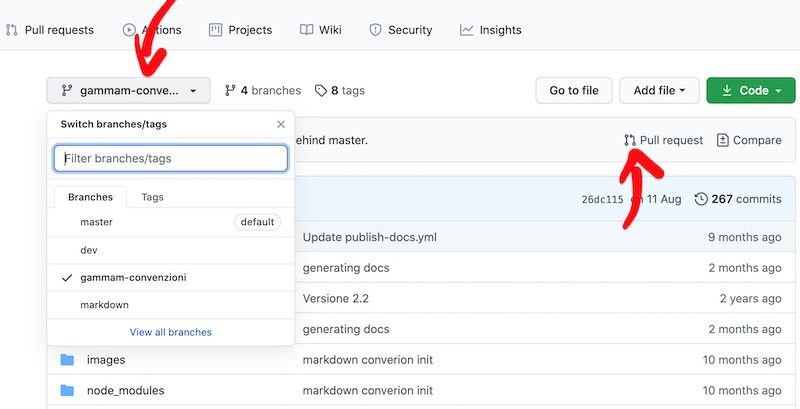 Pull requests Actions Projects Wiki Security Insights
gammam-conve... 4 branches 8 tags Go to file Add file Code
Switch branches/tags
ehind master. Pull request Compare
Filter branches/tags
Branches Tags
26dc115 on 11 Aug 267 commits
master default
Update publish-docs.yml 9 months ago
dev
generating docs 2 months ago
gammam-convenzioni
Versione 2.2 2 years ago
markdown
generating docs 2 months ago
View all branches
images markdown converion init 10 months ago
node_modules markdown converion init 10 months ago